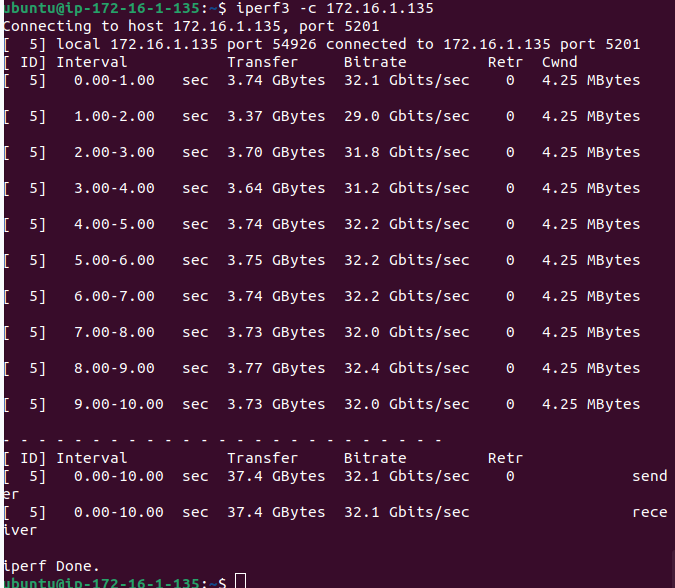 ubuntu@ip-172-16-1-135:~$ iperf3 -c 172.16.1.135
Connecting to host 172.16.1.135, port 5201
[  5] local 172.16.1.135 port 54926 connected to 172.16.1.135 port 5201
[ ID] Interval           Transfer     Bitrate         Retr  Cwnd
[  5]   0.00-1.00   sec  3.74 GBytes  32.1 Gbits/sec    0   4.25 MBytes
[  5]   1.00-2.00   sec  3.37 GBytes  29.0 Gbits/sec    0   4.25 MBytes
[  5]   2.00-3.00   sec  3.70 GBytes  31.8 Gbits/sec    0   4.25 MBytes
[  5]   3.00-4.00   sec  3.64 GBytes  31.2 Gbits/sec    0   4.25 MBytes
[  5]   4.00-5.00   sec  3.74 GBytes  32.2 Gbits/sec    0   4.25 MBytes
[  5]   5.00-6.00   sec  3.75 GBytes  32.2 Gbits/sec    0   4.25 MBytes
[  5]   6.00-7.00   sec  3.74 GBytes  32.2 Gbits/sec    0   4.25 MBytes
[  5]   7.00-8.00   sec  3.73 GBytes  32.0 Gbits/sec    0   4.25 MBytes
[  5]   8.00-9.00   sec  3.77 GBytes  32.4 Gbits/sec    0   4.25 MBytes
[  5]   9.00-10.00  sec  3.73 GBytes  32.0 Gbits/sec    0   4.25 MBytes
- - - - - - - - - - - - - - - - - - - - - - - - -
[ ID] Interval           Transfer     Bitrate         Retr
[  5]   0.00-10.00  sec  37.4 GBytes  32.1 Gbits/sec    0             send
er
[  5]   0.00-10.00  sec  37.4 GBytes  32.1 Gbits/sec                  rece
iver
iperf Done.
ubuntu@ip-172-16-1-135:~$